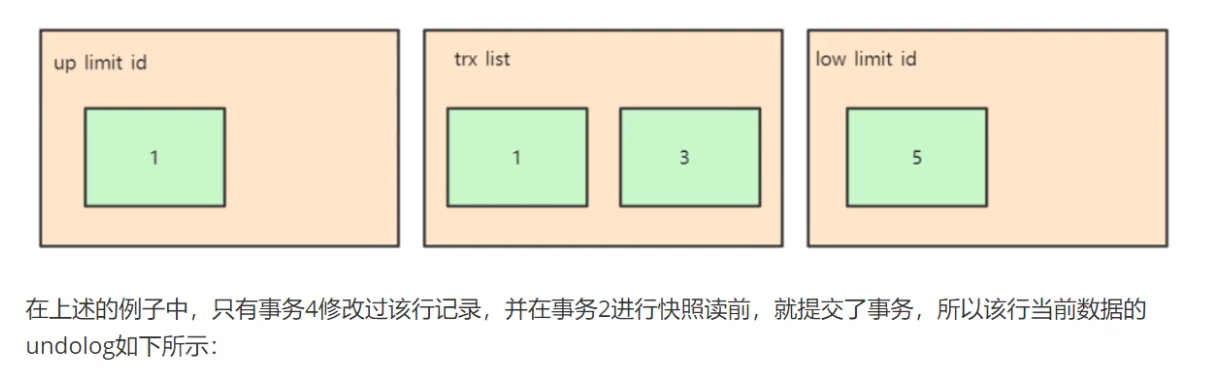 up limit id
trx list
low limit id
1
1
3
5
在上述的例子中，只有事务4修改过该行记录，并在事务2进行快照读前，就提交了事务，所以该行当前数据的
undolog如下所示：